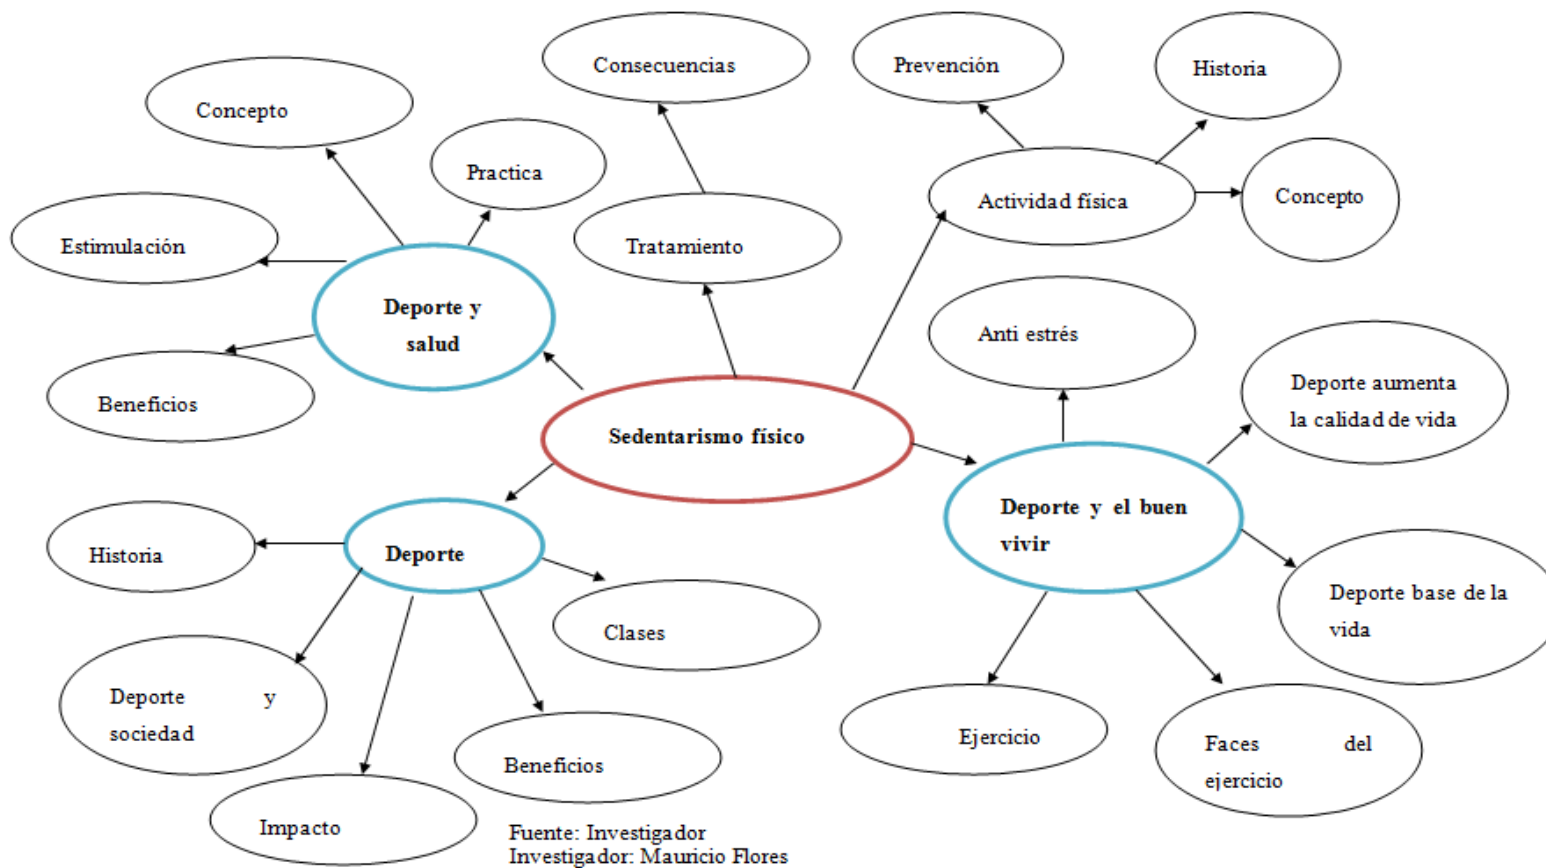 Consecuencias
Prevención
Historia
Concepto
Practica
Actividad física
Concepto
Estimulación
Tratamiento
Deporte y
salud
Anti estrés
Beneficios
Deporte aumenta
la calidad de vida
Sedentarismo físico
Deporte y el buen
vivir
Historia
Deporte
Deporte base de la
vida
Clases
Deporte y
sociedad
Ejercicio
Faces del
ejercicio
Beneficios
Impacto
Fuente: Investigador
Investigador: Mauricio Flores